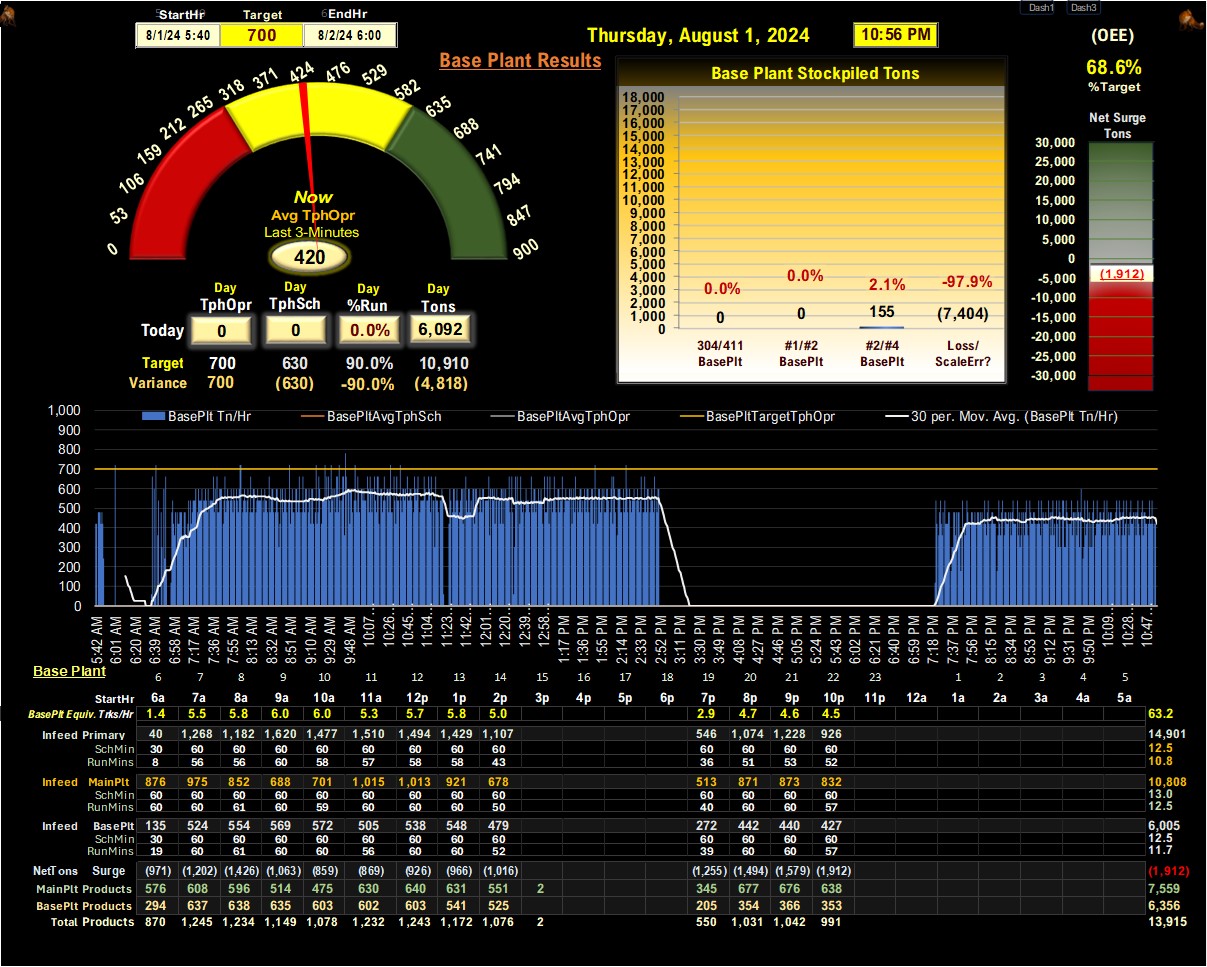 Dash1 Dash3
StartHr Target EndHr
8/1/24 5:40 700 8/2/24 6:00
Thursday, August 1, 2024 10:56 PM
(OEE)
68.6%
%Target
Base Plant Results
0 53 106 159 212 265 318 371 424 476 529 582 635 688 741 794 847 900
Now
Avg TphOpr
Last 3-Minutes
420
Day Day Day Day
TphOpr TphSch %Run Tons
Today 0 0 0.0% 6,092
Target 700 630 90.0% 10,910
Variance 700 (630) -90.0% (4,818)
Base Plant Stockpiled Tons
18,000
17,000
16,000
15,000
14,000
13,000
12,000
11,000
10,000
9,000
8,000
7,000
6,000
5,000
4,000
3,000
2,000
1,000
0
0.0% 0.0% 2.1% -97.9%
0 0 155 (7,404)
304/411 #1/#2 #2/#4 Loss/
BasePlt BasePlt BasePlt ScaleErr?
Net Surge
Tons
30,000
25,000
20,000
15,000
10,000
5,000
0
-5,000
-10,000
-15,000
-20,000
-25,000
-30,000
(1,912)
BasePlt Tn/Hr BasePltAvgTphSch BasePltAvgTphOpr BasePltTargetTphOpr 30 per. Mov. Avg. (BasePlt Tn/Hr)
1,000
900
800
700
600
500
400
300
200
100
0
5:42 AM 6:01 AM 6:20 AM 6:39 AM 6:58 AM 7:17 AM 7:36 AM 7:55 AM 8:13 AM 8:32 AM 8:51 AM 9:10 AM 9:29 AM 9:48 AM 10:07... 10:26... 10:45... 11:04... 11:23... 11:42... 12:01... 12:20... 12:39... 12:58... 1:17 PM 1:36 PM 1:55 PM 2:14 PM 2:33 PM 2:52 PM 3:11 PM 3:30 PM 3:49 PM 4:08 PM 4:27 PM 4:46 PM 5:05 PM 5:24 PM 5:43 PM 6:02 PM 6:21 PM 6:40 PM 6:59 PM 7:18 PM 7:37 PM 7:56 PM 8:15 PM 8:34 PM 8:53 PM 9:12 PM 9:31 PM 9:50 PM 10:09... 10:28... 10:47...
Base Plant
6 7 8 9 10 11 12 13 14 15 16 17 18 19 20 21 22 23 1 2 3 4 5
StartHr 6a 7a 8a 9a 10a 11a 12p 1p 2p 3p 4p 5p 6p 7p 8p 9p 10p 11p 12a 1a 2a 3a 4a 5a
BasePlt Equiv. Trks/Hr 1.4 5.5 5.8 6.0 6.0 5.3 5.7 5.8 5.0 2.9 4.7 4.6 4.5 63.2
Infeed Primary 40 1,268 1,182 1,620 1,477 1,510 1,494 1,429 1,107 546 1,074 1,228 926 14,901
SchMin 30 60 60 60 60 60 60 60 60 60 60 60 60 12.5
RunMins 8 56 56 60 58 57 58 58 43 36 51 53 52 10.8
Infeed MainPlt 876 975 852 688 701 1,015 1,013 921 678 513 871 873 832 10,808
SchMin 60 60 60 60 60 60 60 60 60 60 60 60 60 13.0
RunMins 60 60 61 60 59 60 60 60 50 40 60 60 57 12.5
Infeed BasePlt 135 524 554 569 572 505 538 548 479 272 442 440 427 6,005
SchMin 30 60 60 60 60 60 60 60 60 60 60 60 60 12.5
RunMins 19 60 61 60 60 56 60 60 52 39 60 60 57 11.7
NetTons Surge (971) (1,202) (1,426) (1,063) (859) (869) (926) (966) (1,016) (1,255) (1,494) (1,579) (1,912) (1,912)
MainPlt Products 576 608 596 514 475 630 640 631 551 2 345 677 676 638 7,559
BasePlt Products 294 637 638 635 603 602 603 541 525 205 354 366 353 6,356
Total Products 870 1,245 1,234 1,149 1,078 1,232 1,243 1,172 1,076 2 550 1,031 1,042 991 13,915